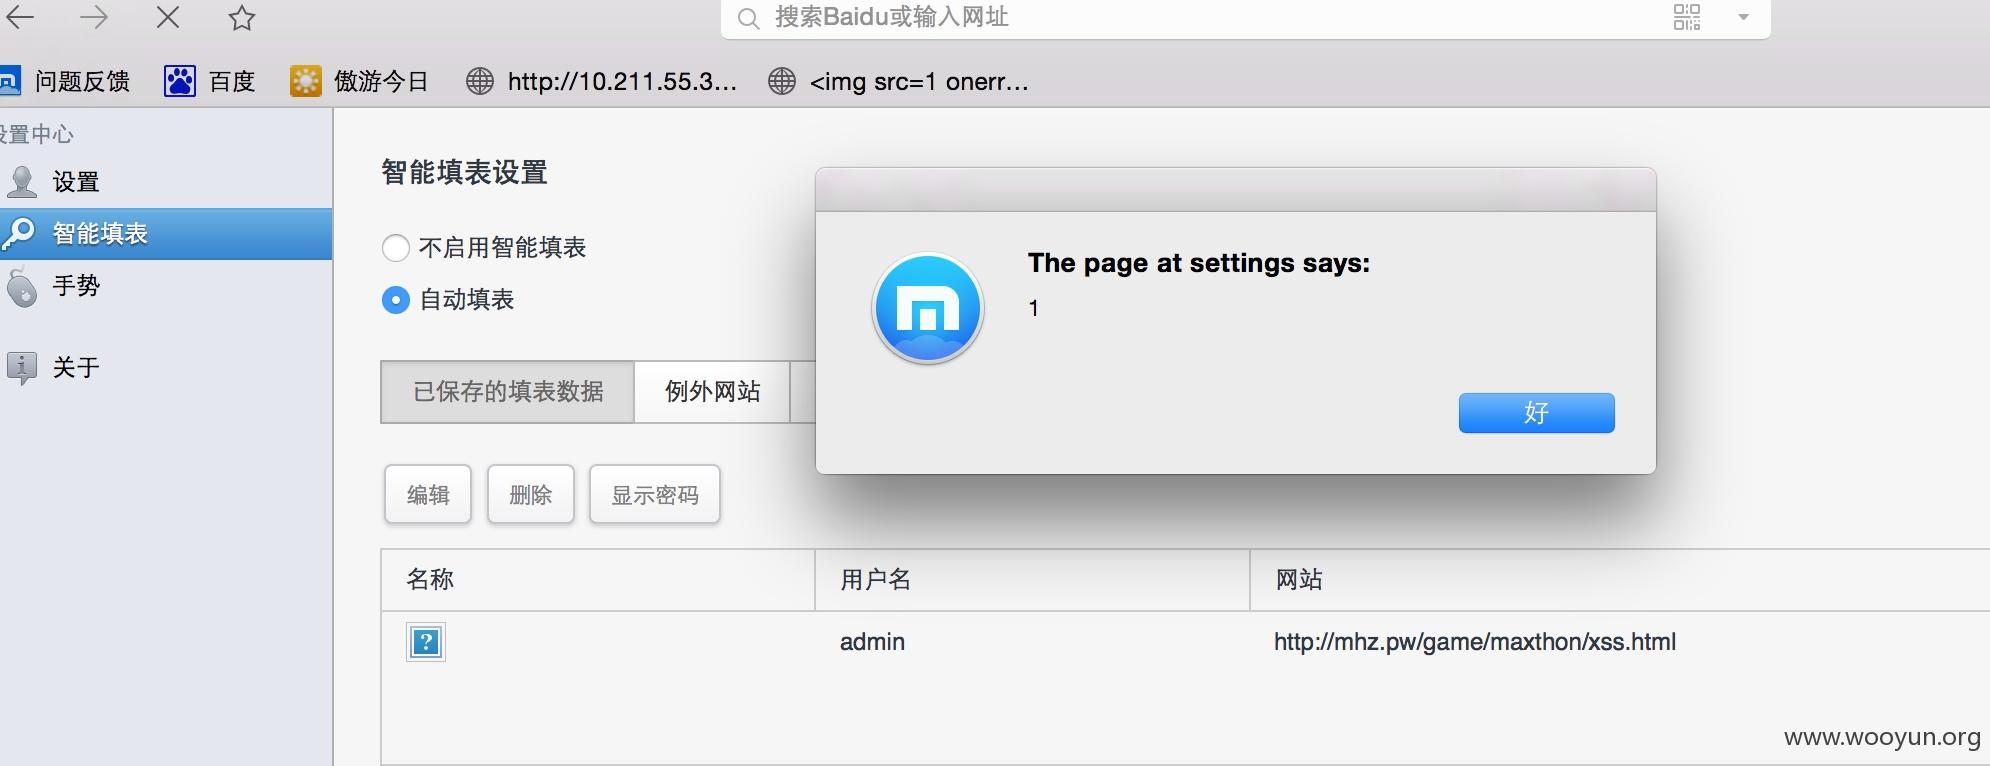 搜索Baidu或输入网址
问题反馈 百度 傲游今日 http://10.211.55.3... <img src=1 onerr...
设置中心
设置
智能填表
手势
关于
智能填表设置
不启用智能填表
自动填表
已保存的填表数据 例外网站
The page at settings says:
1
好
编辑 删除 显示密码
名称 用户名 网站
admin http://mhz.pw/game/maxthon/xss.html
www.wooyun.org